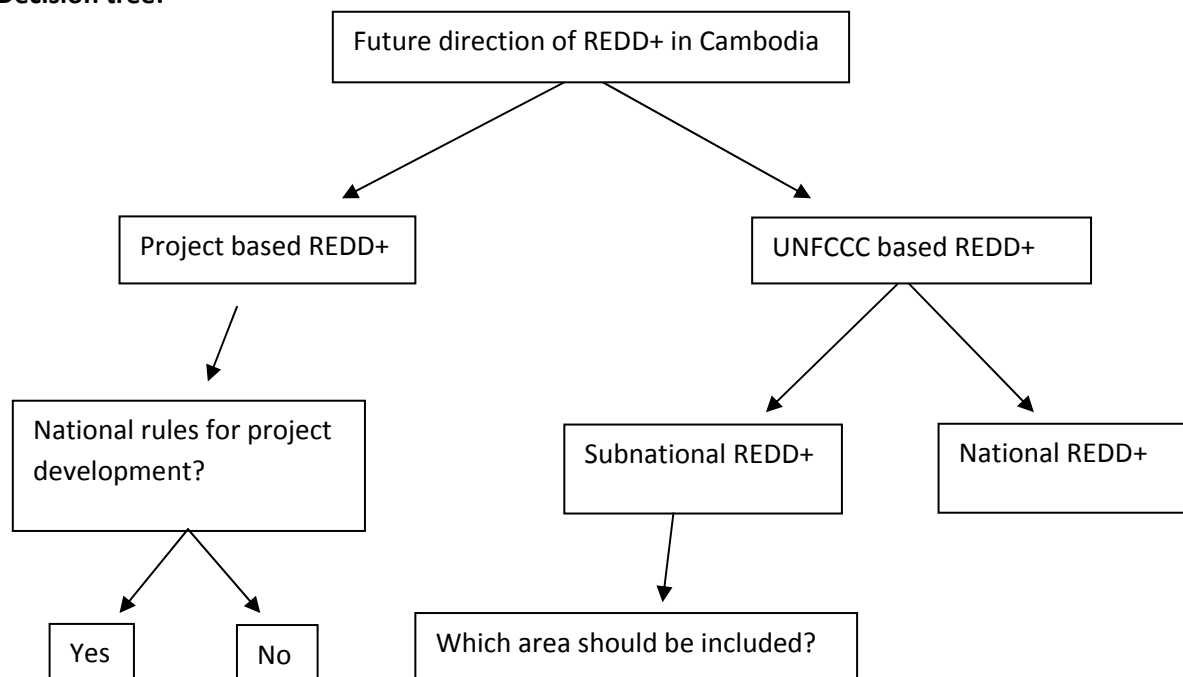 Decision tree:
Future direction of REDD+ in Cambodia
Project based REDD+
UNFCCC based REDD+
National rules for project
development?
Subnational REDD+
National REDD+
Yes
No
Which area should be included?